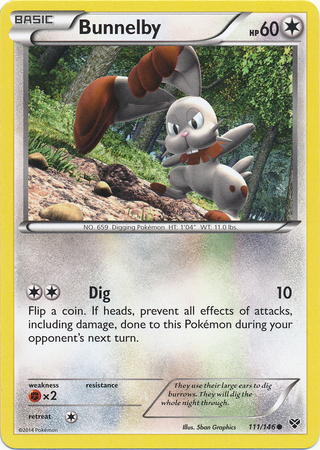 BASIC
Bunnelby
HP60
NO. 659 Digging Pokémon HT: 1'04" WT: 11.0 lbs.
Dig 10
Flip a coin. If heads, prevent all effects of attacks,
including damage, done to this Pokémon during your
opponent's next turn.
weakness resistance
×2
retreat
They use their large ears to dig
burrows. They will dig the
whole night through.
©2014 Pokémon
Illus. 5ban Graphics
111/146
XY